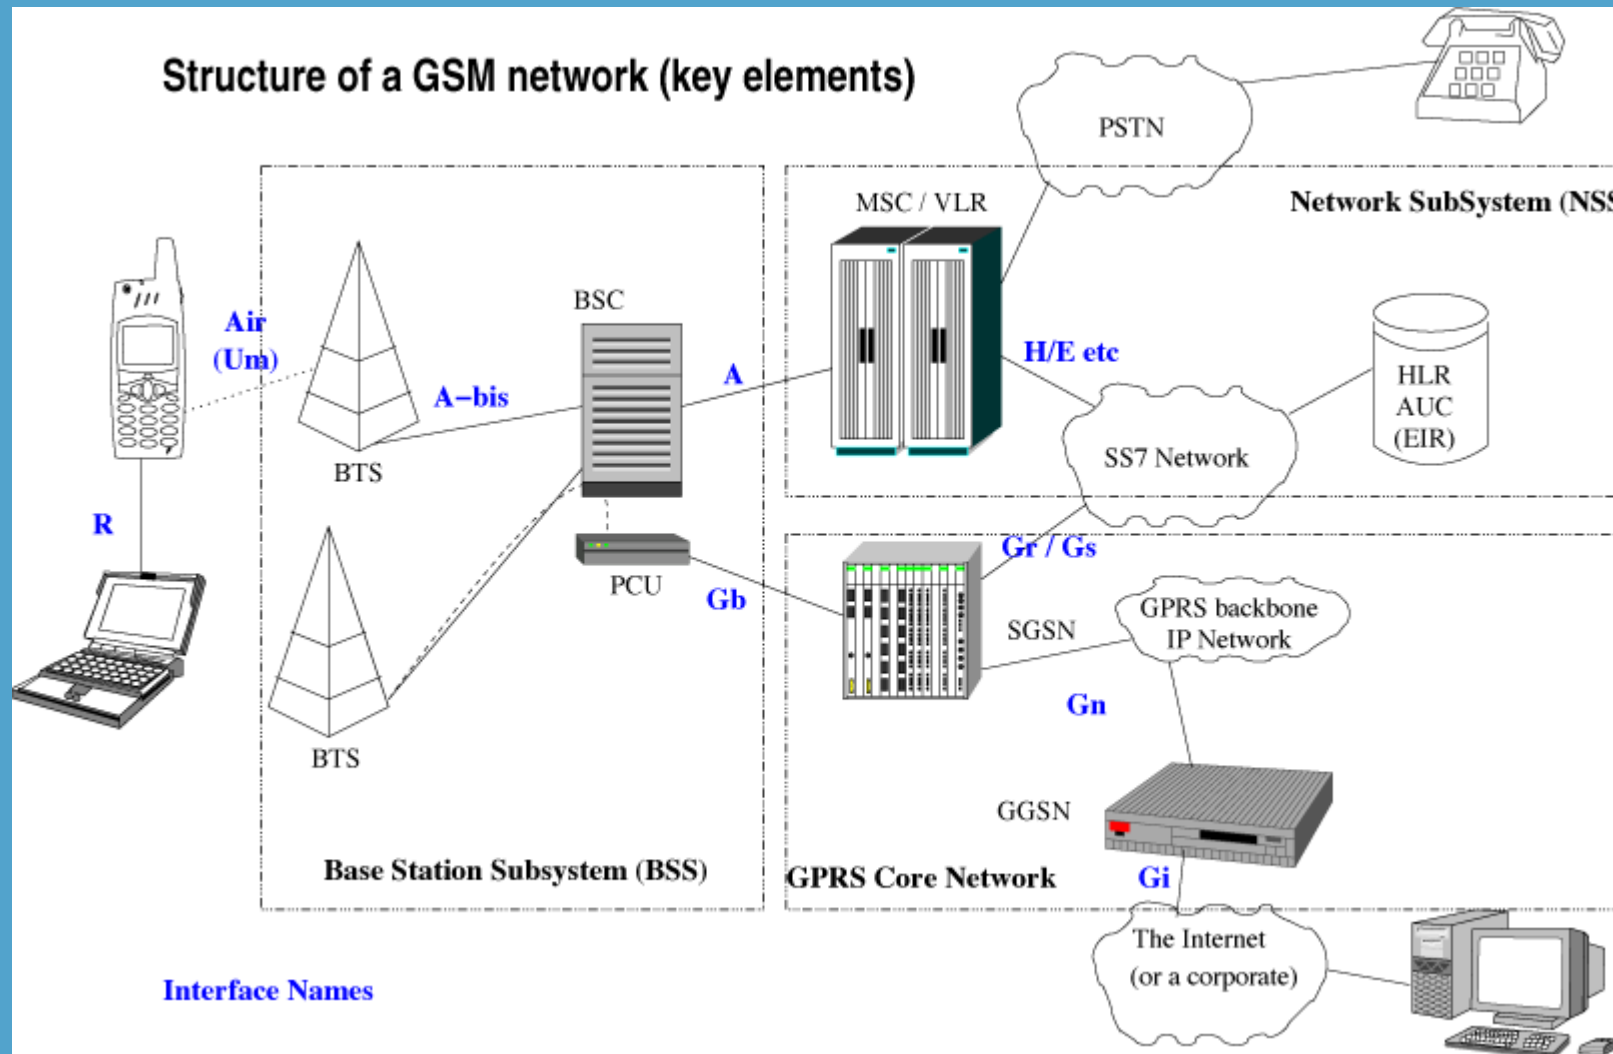 Structure of a GSM network (key elements)
PSTN
MSC / VLR
Network SubSystem (NSS
BSC
Air
(Um)
A-bis
A
H/E etc
HLR
AUC
(EIR)
BTS
SS7 Network
R
Gr / Gs
PCU
Gb
GPRS backbone
IP Network
SGSN
Gn
BTS
GGSN
Base Station Subsystem (BSS)
GPRS Core Network
Gi
The Internet
(or a corporate)
Interface Names